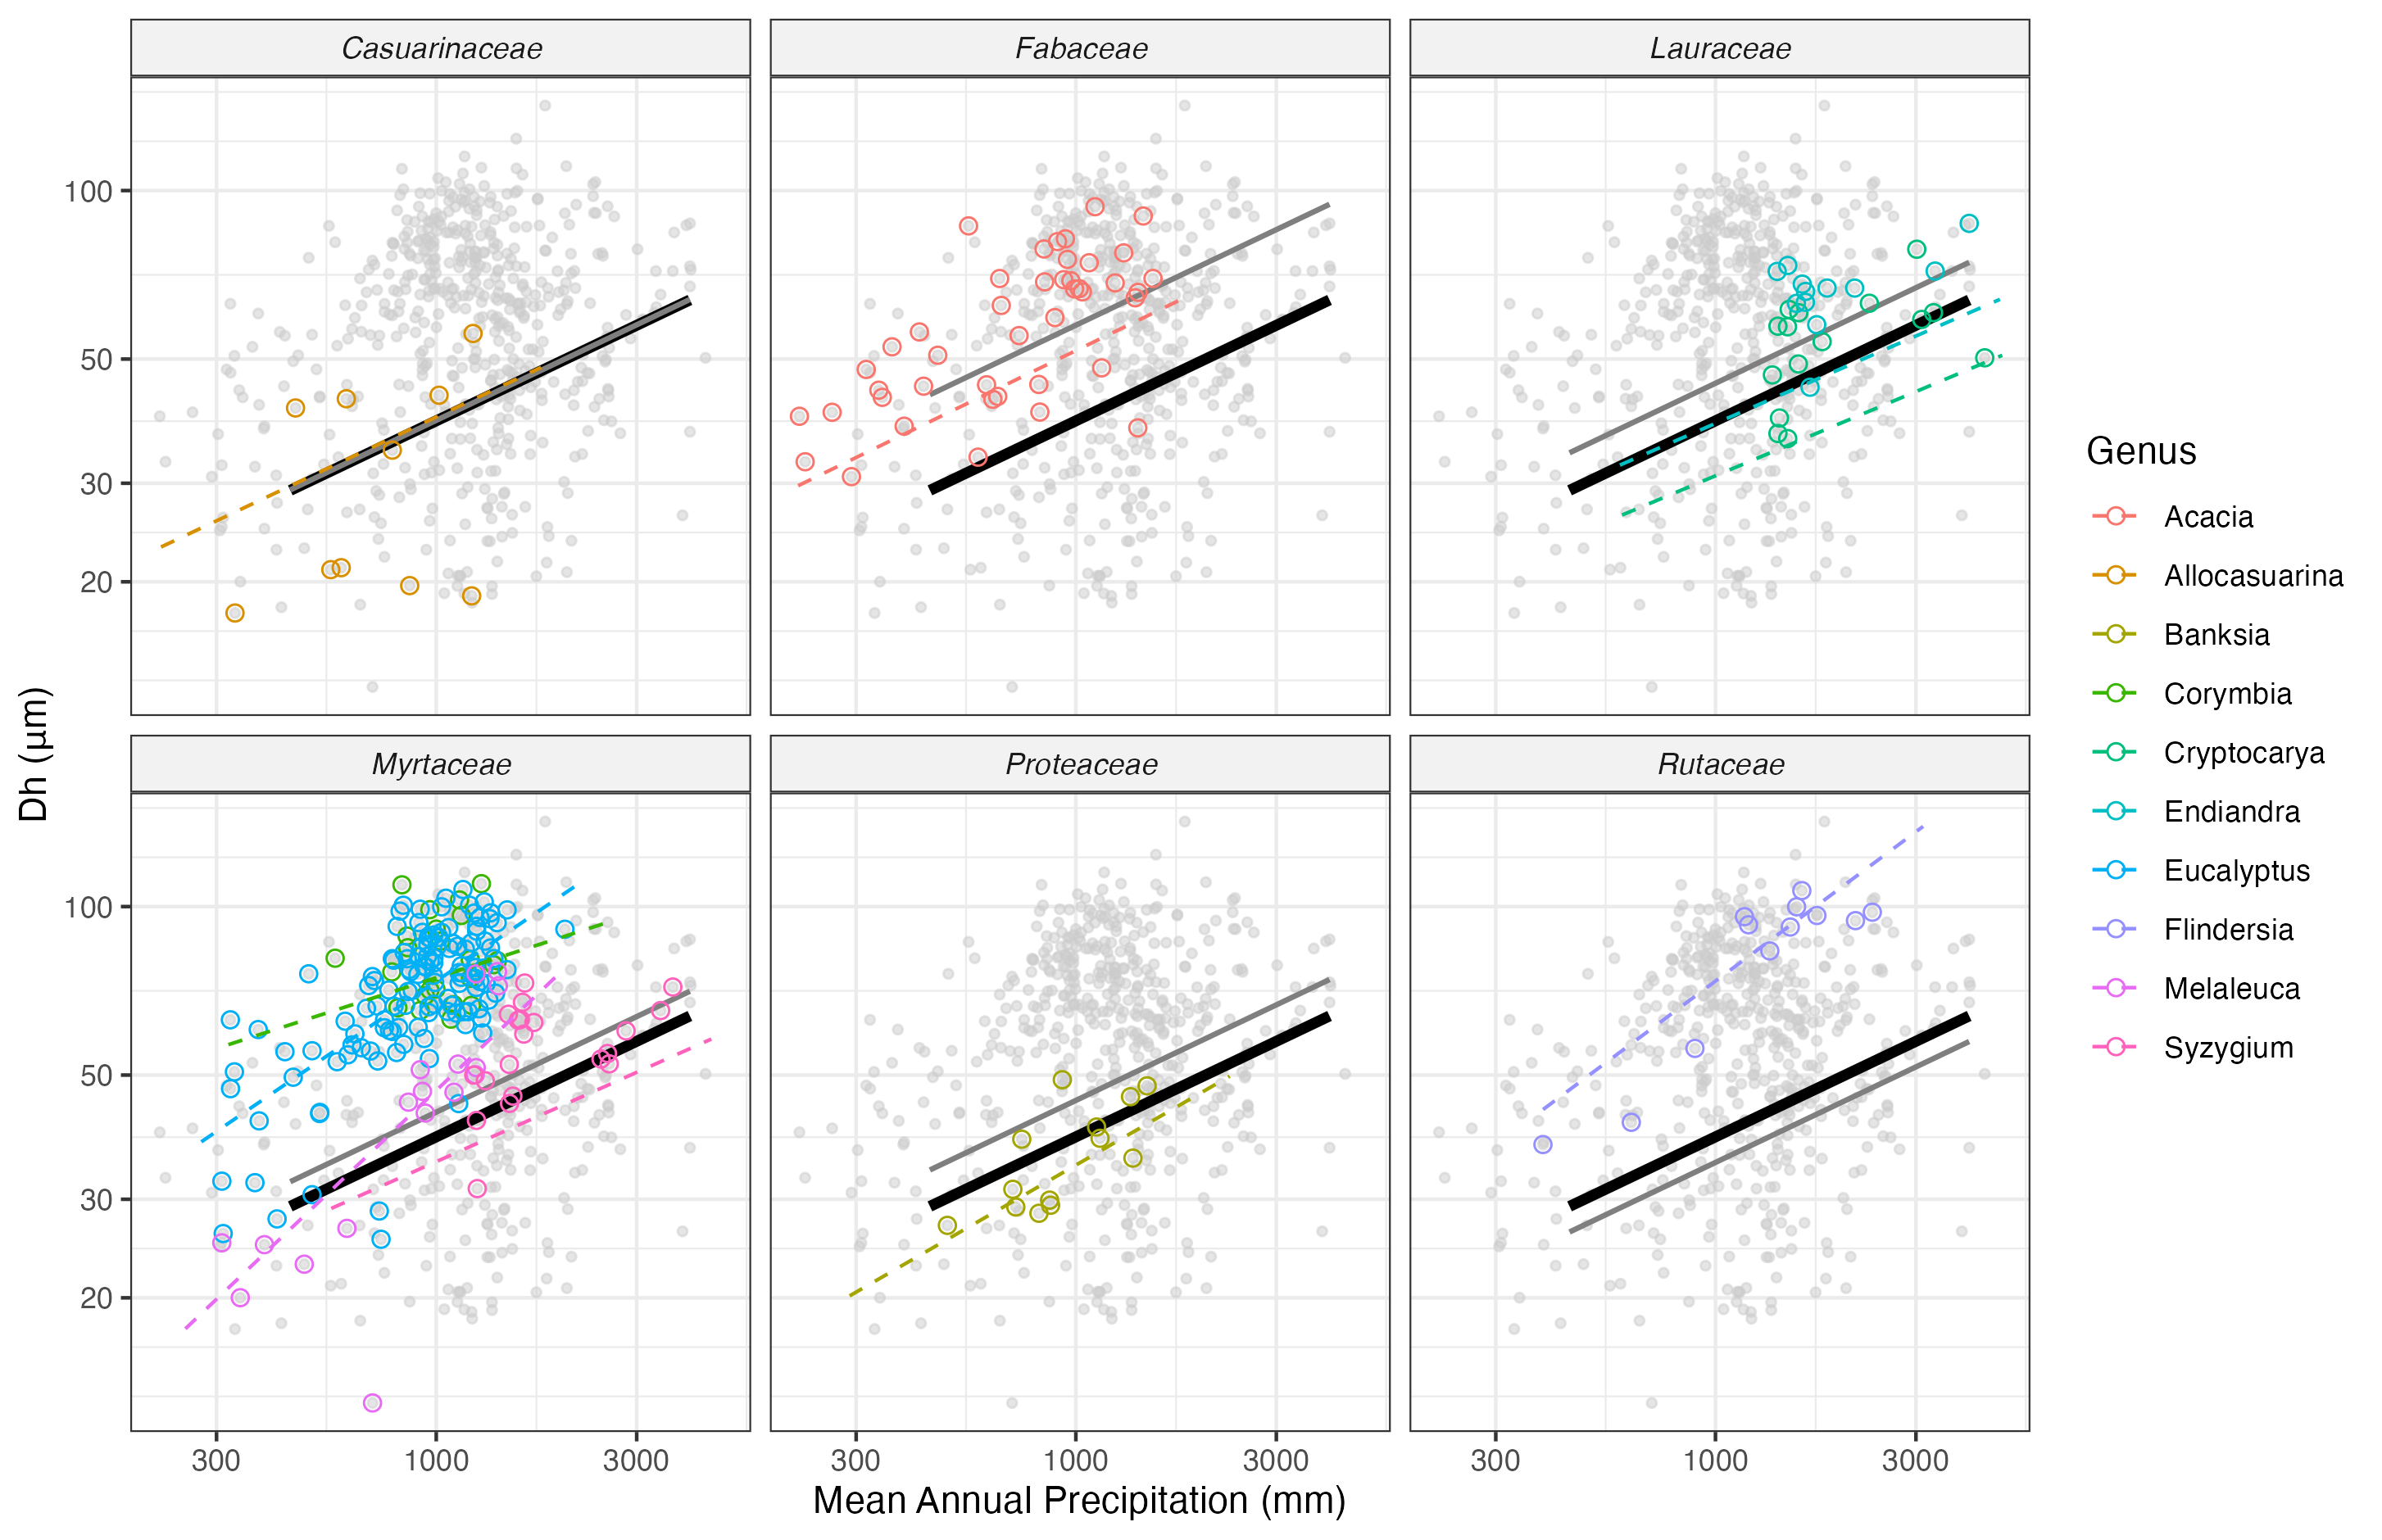 Casuarinaceae
Fabaceae
Lauraceae
100
50
30
20
Myrtaceae
Proteaceae
Rutaceae
100
50
30
20
300 1000 3000
300 1000 3000
300 1000 3000
Mean Annual Precipitation (mm)
Dh (μm)
Genus
Acacia
Allocasuarina
Banksia
Corymbia
Cryptocarya
Endiandra
Eucalyptus
Flindersia
Melaleuca
Syzygium